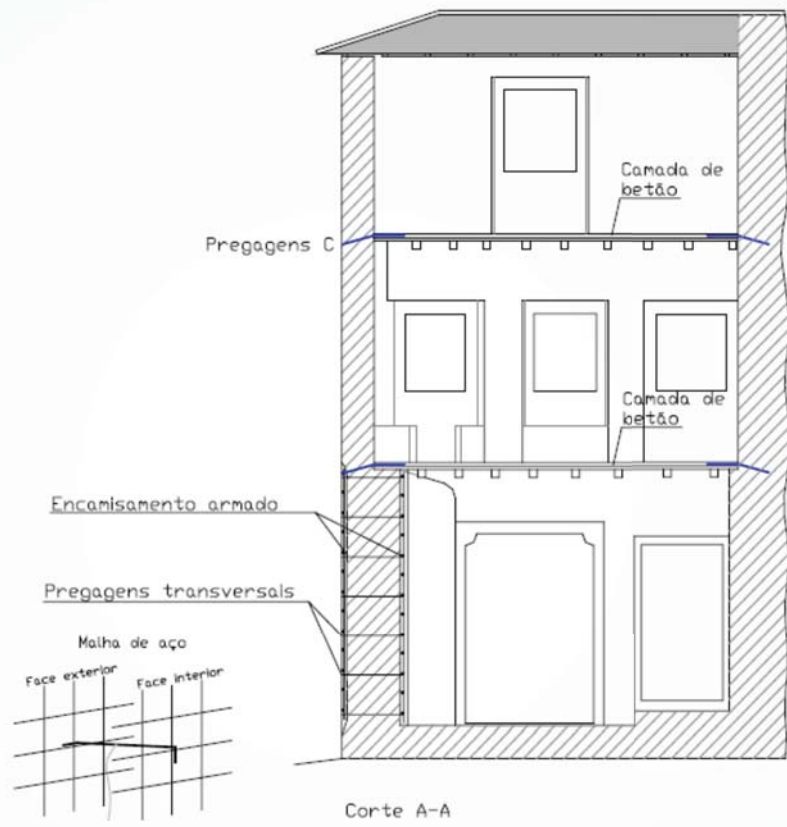 Camada de
betão
Pregagens C
Camada de
betão
Encamisamento armado
Pregagens transversais
Malha de aço
Face exterior
Face interior
Corte A-A